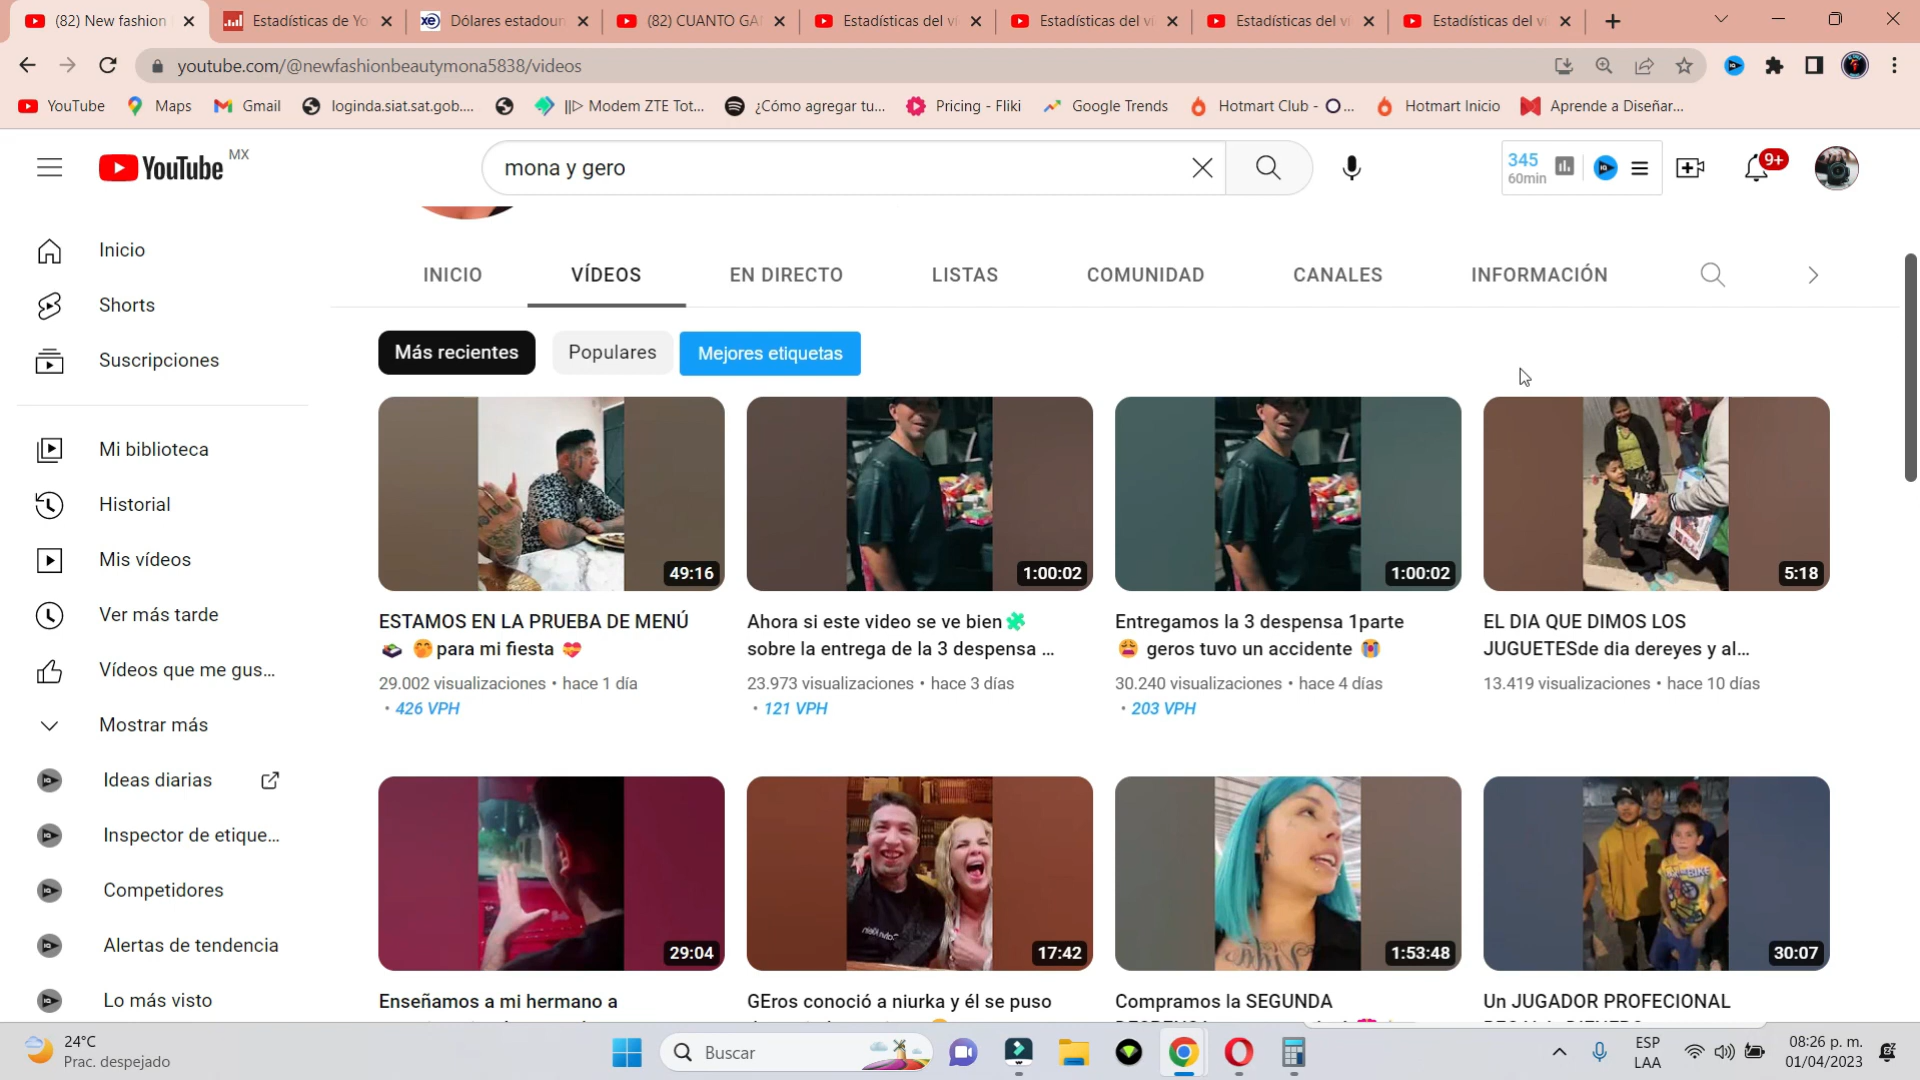 (82) New fashion
Estadísticas de Yo
Dólares estadoun
(82) CUANTO GA
Estadísticas del vi
Estadísticas del vi
Estadísticas del vi
Estadísticas del vi
youtube.com/@newfashionbeautymona5838/videos
YouTube
Maps
Gmail
loginda.siat.sat.gob....
||▷ Modem ZTE Tot...
¿Cómo agregar tu...
Pricing - Fliki
Google Trends
Hotmart Club - O...
Hotmart Inicio
Aprende a Diseñar...
YouTube MX
mona y gero
345
60min
9+
Inicio
Shorts
Suscripciones
Mi biblioteca
Historial
Mis vídeos
Ver más tarde
Vídeos que me gus...
Mostrar más
Ideas diarias
Inspector de etique...
Competidores
Alertas de tendencia
Lo más visto
INICIO
VÍDEOS
EN DIRECTO
LISTAS
COMUNIDAD
CANALES
INFORMACIÓN
Más recientes
Populares
Mejores etiquetas
49:16
1:00:02
1:00:02
5:18
ESTAMOS EN LA PRUEBA DE MENÚ
🍣 🤭para mi fiesta 💝
29.002 visualizaciones • hace 1 día
• 426 VPH
Ahora si este video se ve bien🧩
sobre la entrega de la 3 despensa ...
23.973 visualizaciones • hace 3 días
• 121 VPH
Entregamos la 3 despensa 1parte
😩 geros tuvo un accidente 😭
30.240 visualizaciones • hace 4 días
• 203 VPH
EL DIA QUE DIMOS LOS
JUGUETESde dia dereyes y al...
13.419 visualizaciones • hace 10 días
29:04
17:42
1:53:48
30:07
Enseñamos a mi hermano a
GEros conoció a niurka y él se puso
Compramos la SEGUNDA
Un JUGADOR PROFECIONAL
24°C
Prac. despejado
Buscar
ESP
LAA
08:26 p. m.
01/04/2023